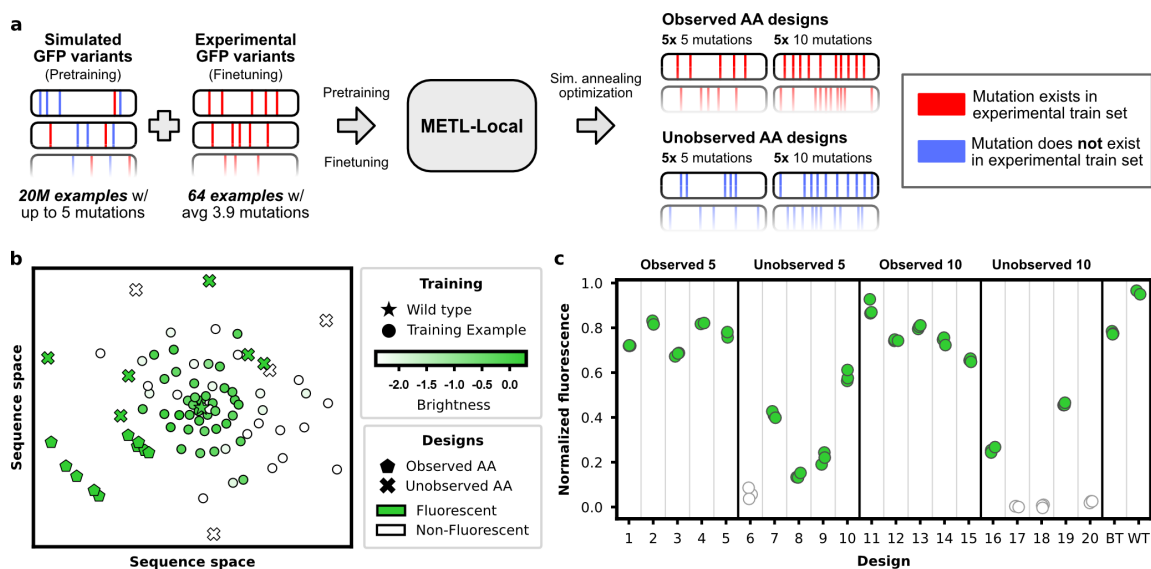 a
Simulated
GFP variants
(Pretraining)
Experimental
GFP variants
(Finetuning)
20M examples w/
up to 5 mutations
64 examples w/
avg 3.9 mutations
Pretraining
Finetuning
METL-Local
Sim. annealing
optimization
Observed AA designs
5x 5 mutations
5x 10 mutations
Unobserved AA designs
5x 5 mutations
5x 10 mutations
Mutation exists in
experimental train set
Mutation does not exist
in experimental train set
b
Sequence space
Sequence space
Training
Wild type
Training Example
-2.0 -1.5 -1.0 -0.5 0.0
Brightness
Designs
Observed AA
Unobserved AA
Fluorescent
Non-Fluorescent
c
Observed 5 Unobserved 5 Observed 10 Unobserved 10
Normalized fluorescence
1.0
0.8
0.6
0.4
0.2
0.0
1 2 3 4 5 6 7 8 9 10 11 12 13 14 15 16 17 18 19 20 BT WT
Design